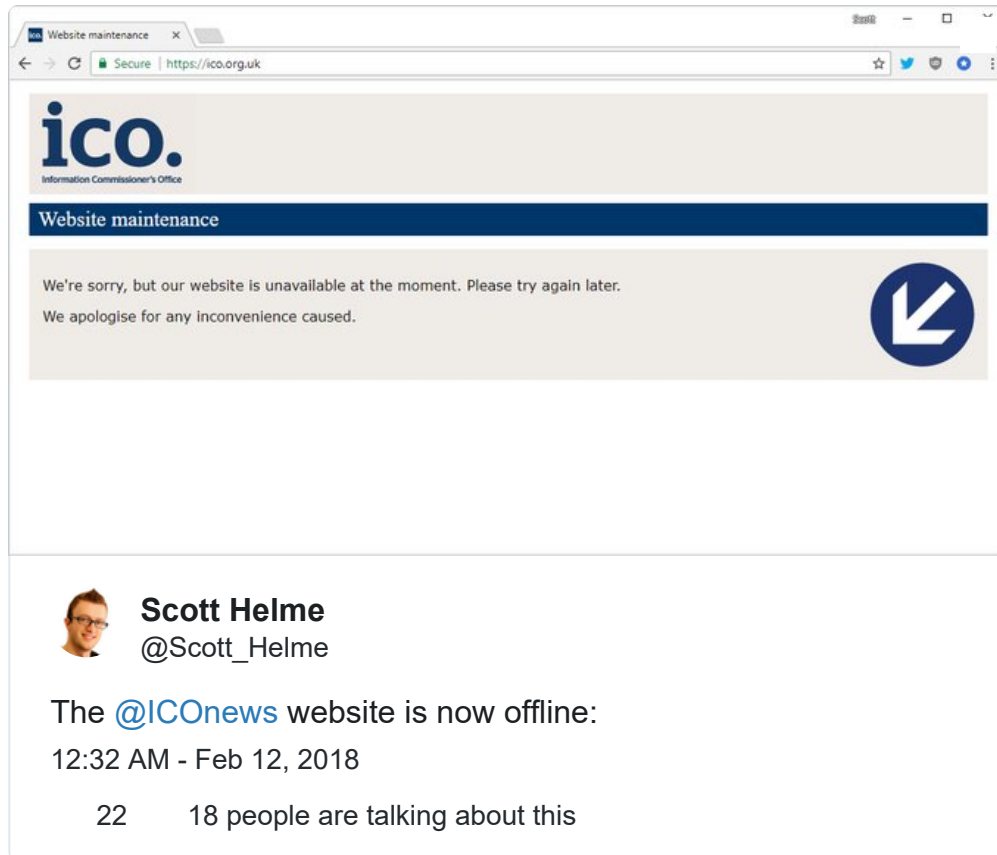 Scott
ico. Website maintenance X
Secure | https://ico.org.uk
ico.
Information Commissioner's Office
Website maintenance
We're sorry, but our website is unavailable at the moment. Please try again later.
We apologise for any inconvenience caused.
Scott Helme
@Scott_Helme
The @ICOnews website is now offline:
12:32 AM - Feb 12, 2018
22 18 people are talking about this